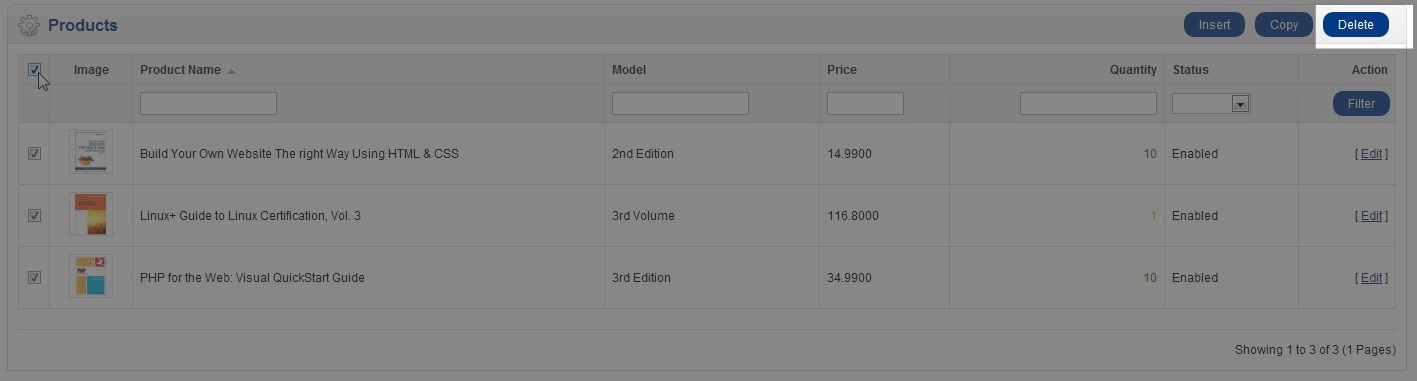 Products Insert Copy Delete
Image Product Name Model Price Quantity Status Action
Filter
Build Your Own Website The right Way Using HTML & CSS 2nd Edition 14.9900 10 Enabled [ Edit ]
Linux+ Guide to Linux Certification, Vol. 3 3rd Volume 116.8000 1 Enabled [ Edit ]
PHP PHP for the Web: Visual QuickStart Guide 3rd Edition 34.9900 10 Enabled [ Edit ]
Showing 1 to 3 of 3 (1 Pages)